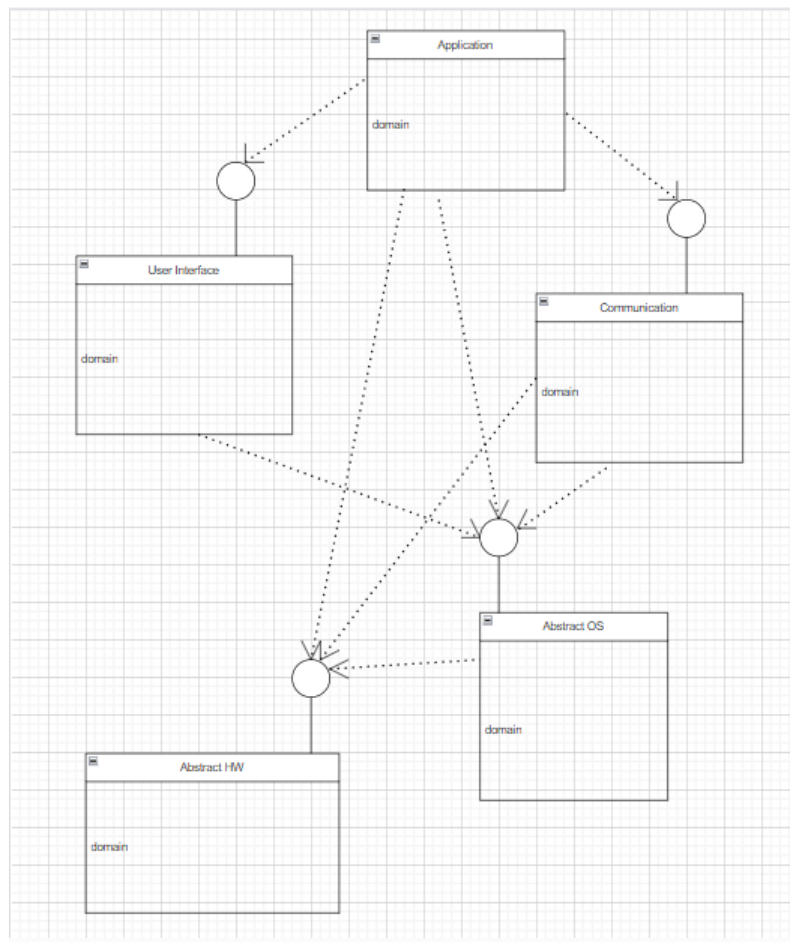 Application
domain
User Interface
domain
Communication
domain
Abstract OS
domain
Abstract HW
domain